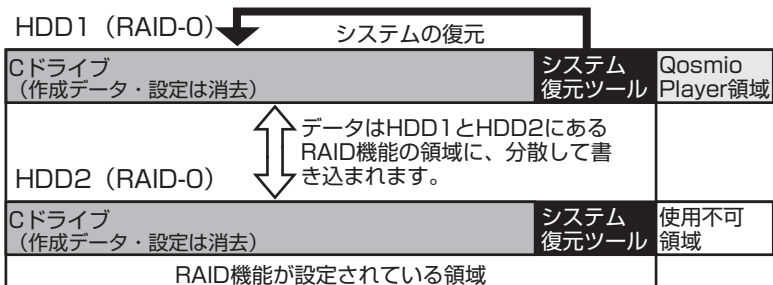 HDD1（RAID-0）
システムの復元
Cドライブ
（作成データ・設定は消去）
システム
復元ツール
Qosmio
Player領域
データはHDD1とHDD2にある
RAID機能の領域に、分散して書
き込まれます。
HDD2（RAID-0）
Cドライブ
（作成データ・設定は消去）
システム
復元ツール
使用不可
領域
RAID機能が設定されている領域